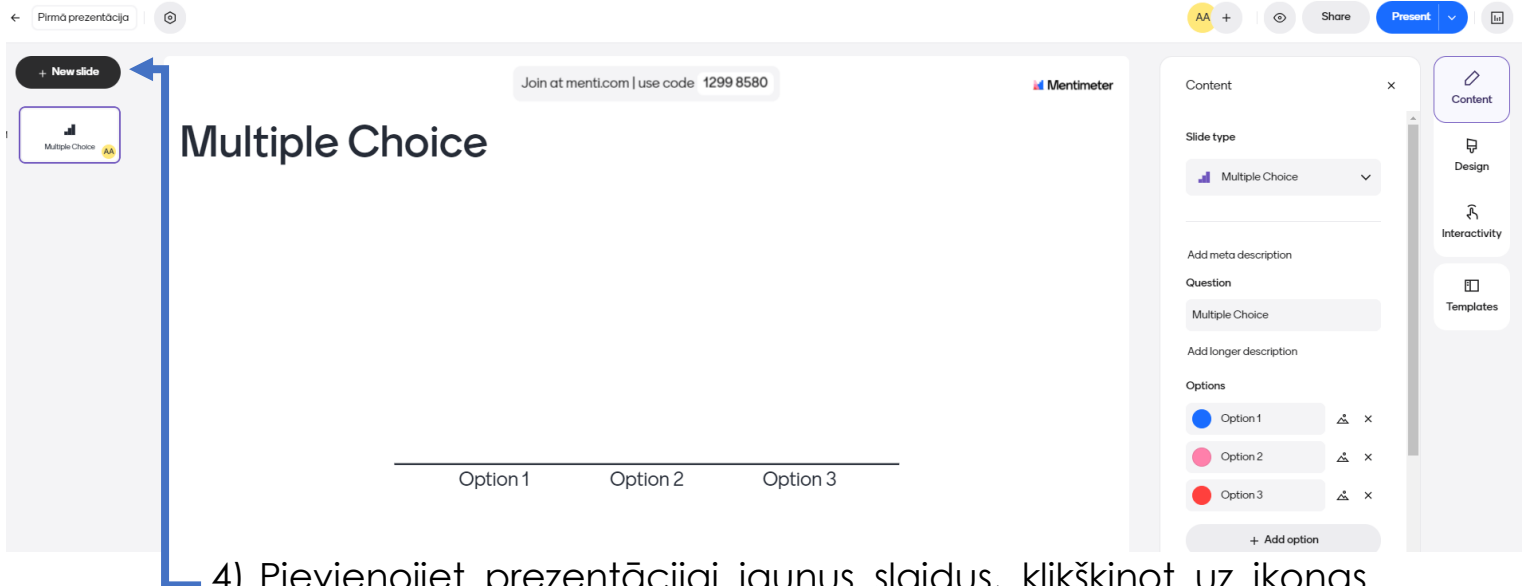 ← Pirmā prezentācija
AA + Share Present
+ New slide
Multiple Choice AA
Join at menti.com | use code 1299 8580
Mentimeter
Multiple Choice
Option 1 Option 2 Option 3
Content ×
Slide type
Multiple Choice
Add meta description
Question
Multiple Choice
Add longer description
Options
Option 1 ×
Option 2 ×
Option 3 ×
+ Add option
Content
Design
Interactivity
Templates
4) Pievienojiet prezentācijai jaunus slaidus, klikšķinot uz ikonas